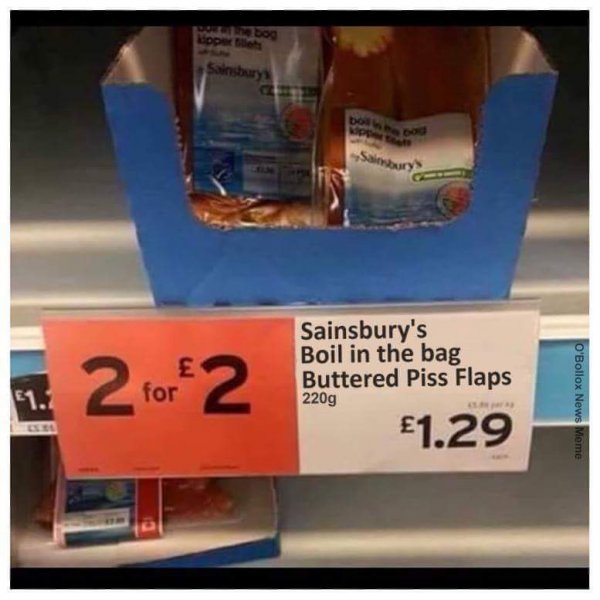 boil in the bag
kipper fillets
Sainsbury's
boil in the bag
kipper fillets
Sainsbury's
2 for £2
Sainsbury's
Boil in the bag
Buttered Piss Flaps
220g
£1.29
£1.
O'Bollox News Meme